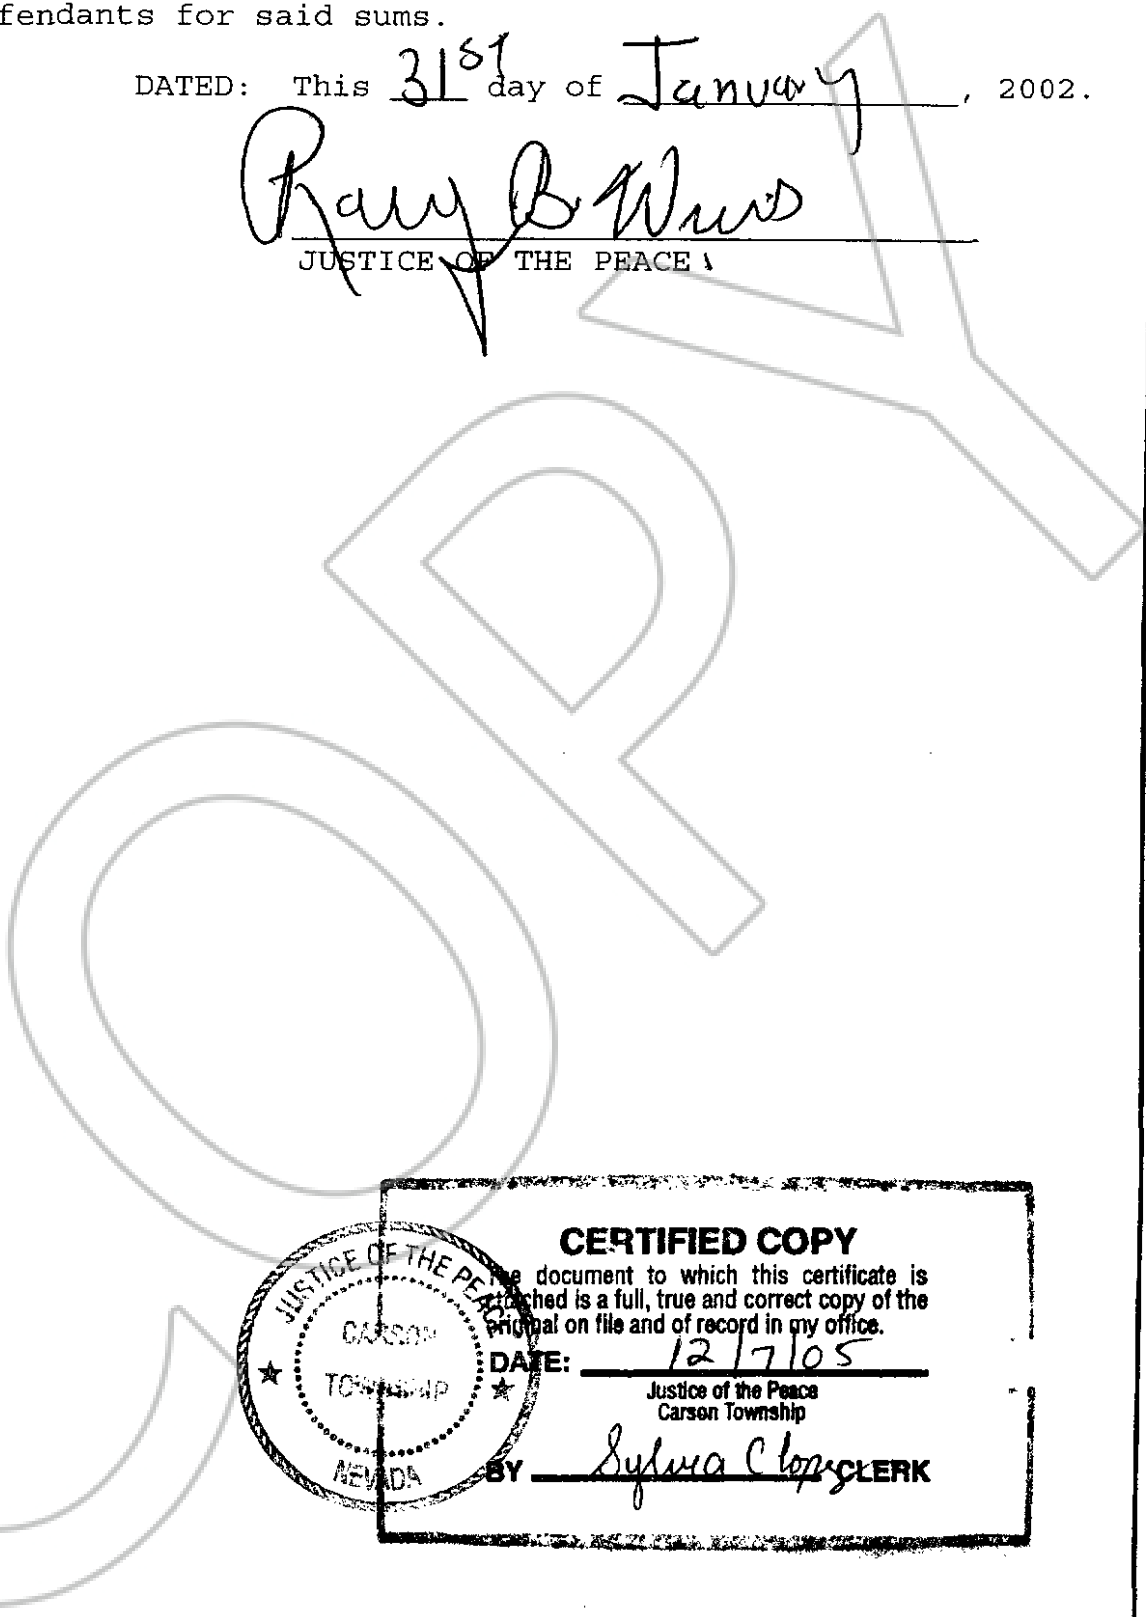 fendants for said sums.
DATED: This 31st day of January, 2002.
JUSTICE OF THE PEACE
COPY
CERTIFIED COPY
The document to which this certificate is
attached is a full, true and correct copy of the
original on file and of record in my office.
DATE: 12/7/05
Justice of the Peace
Carson Township
BY Sylvia C Lopez CLERK
JUSTICE OF THE PEACE
CARSON
TOWNSHIP
NEVADA